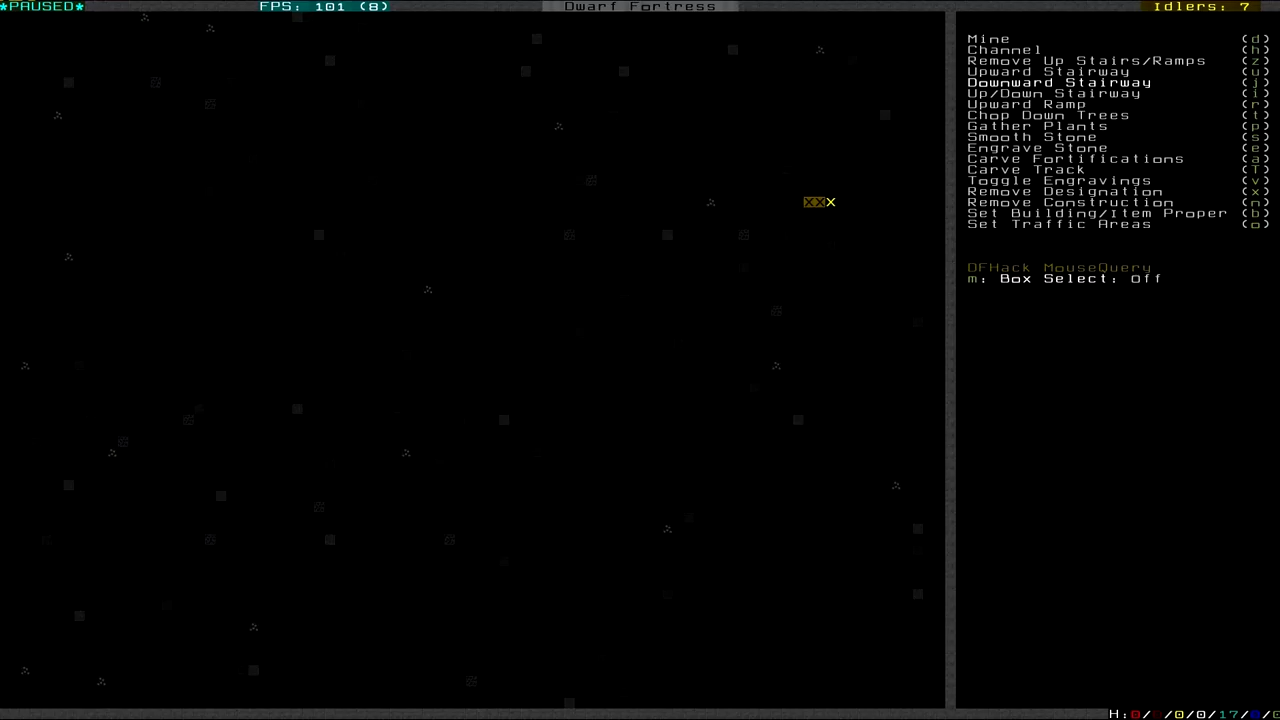 *PAUSED* FPS: 101 (8) Dwarf Fortress Idlers: 7
Mine (d)
Channel (h)
Remove Up Stairs/Ramps (z)
Upward Stairway (u)
Downward Stairway (j)
Up/Down Stairway (i)
Upward Ramp (r)
Chop Down Trees (t)
Gather Plants (p)
Smooth Stone (s)
Engrave Stone (e)
Carve Fortifications (a)
Carve Track (T)
Toggle Engravings (v)
Remove Designation (x)
Remove Construction (n)
Set Building/Item Proper (b)
Set Traffic Areas (o)
DFHack MouseQuery
m: Box Select: Off